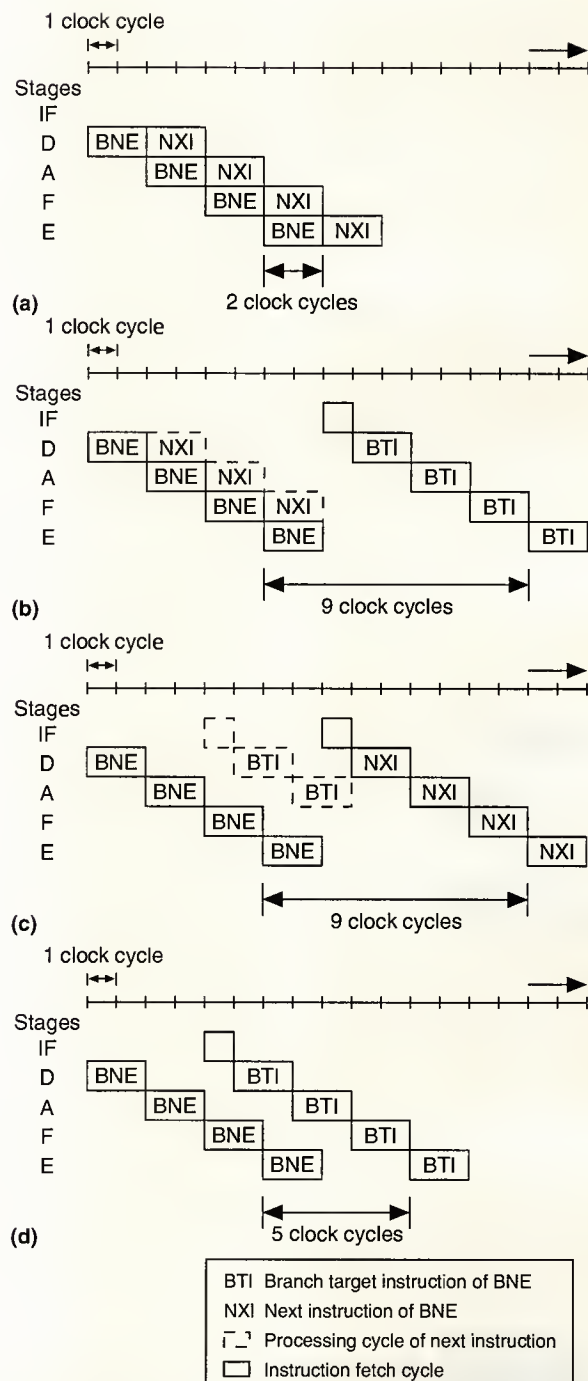 1 clock cycle
Stages
IF
D BNE NXI
A BNE NXI
F BNE NXI
E BNE NXI
2 clock cycles
(a)
1 clock cycle
Stages
IF
D BNE NXI BTI
A BNE NXI BTI
F BNE NXI BTI
E BNE BTI
9 clock cycles
(b)
1 clock cycle
Stages
IF
D BNE BTI NXI
A BNE BTI NXI
F BNE NXI
E BNE NXI
9 clock cycles
(c)
1 clock cycle
Stages
IF
D BNE BTI
A BNE BTI
F BNE BTI
E BNE BTI
5 clock cycles
(d)
BTI Branch target instruction of BNE
NXI Next instruction of BNE
Processing cycle of next instruction
Instruction fetch cycle